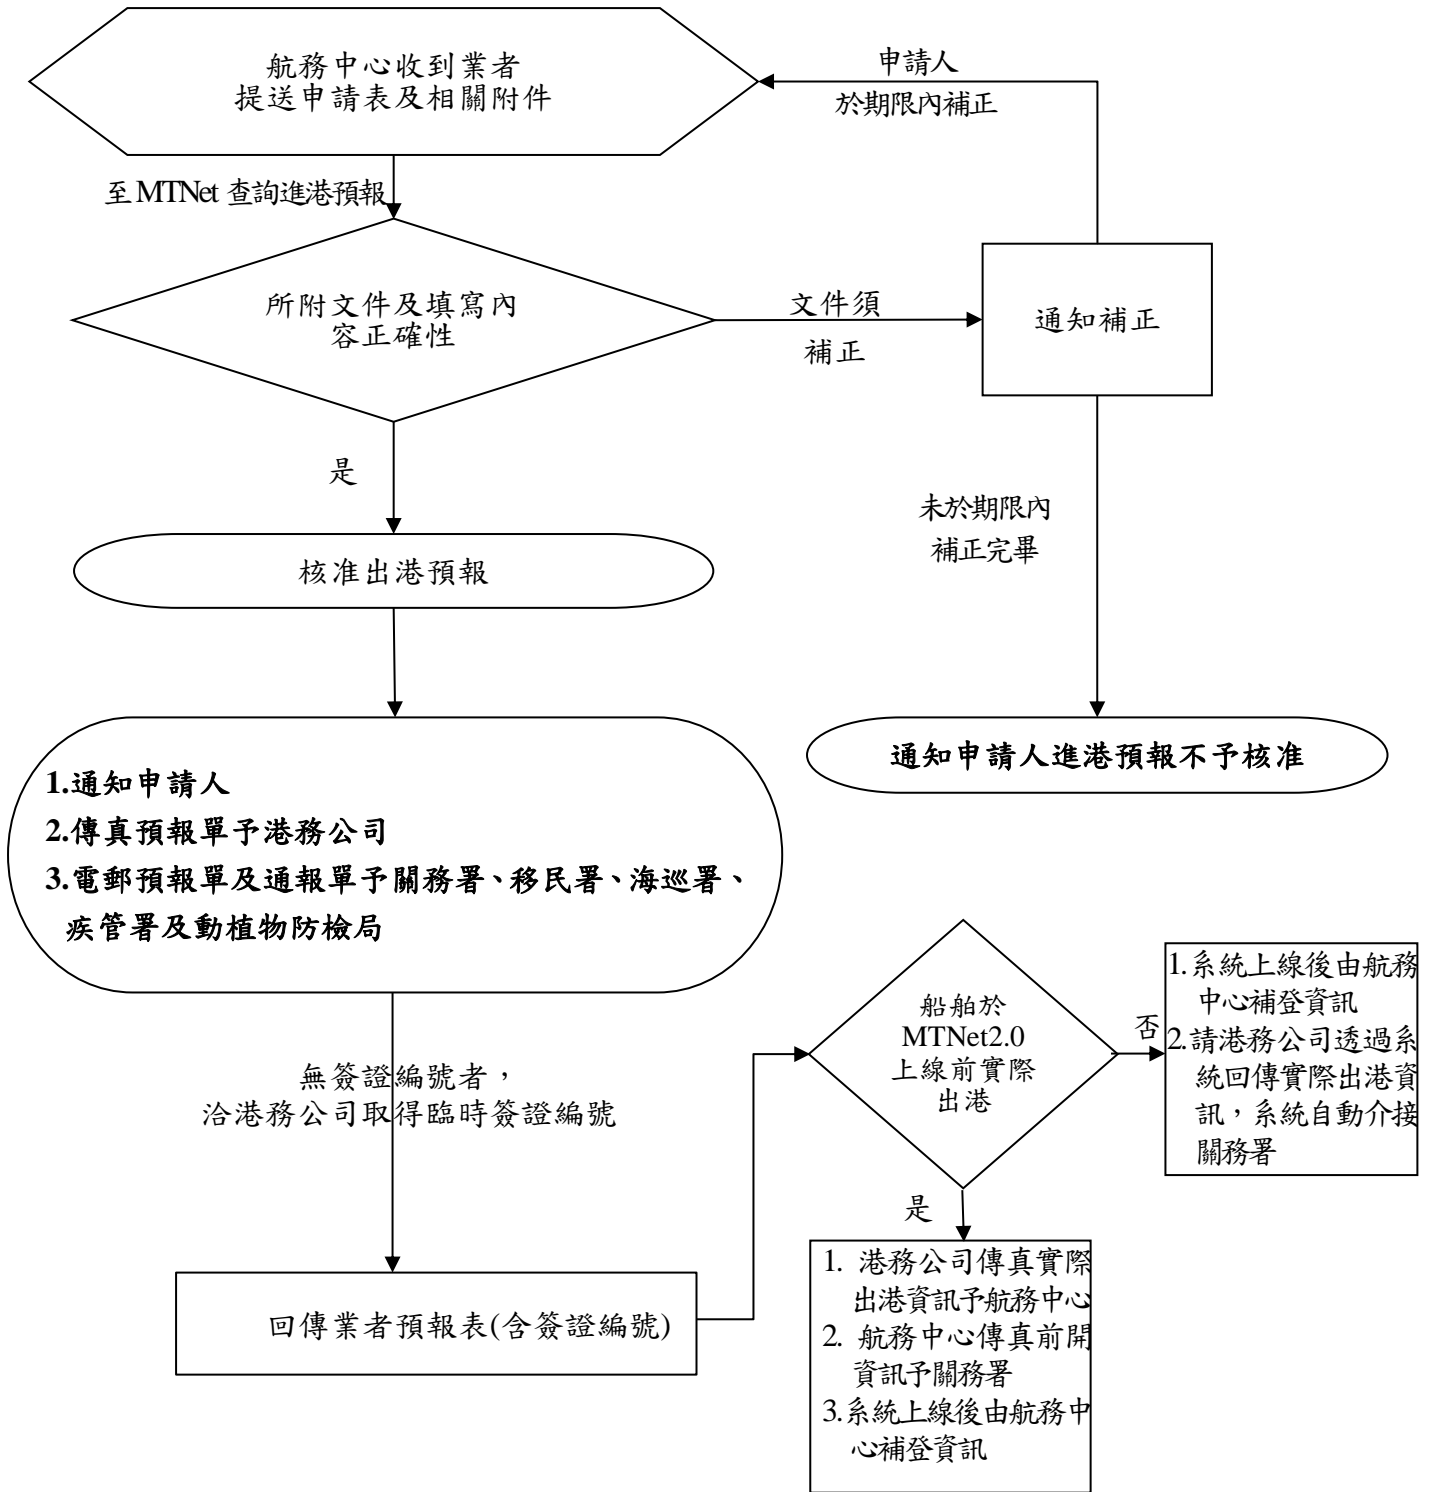 航務中心收到業者
提送申請表及相關附件
申請人
於期限內補正
至 MTNet 查詢進港預報
所附文件及填寫內
容正確性
文件須
補正
通知補正
是
未於期限內
補正完畢
核准出港預報
通知申請人進港預報不予核准
1.通知申請人
2.傳真預報單予港務公司
3.電郵預報單及通報單予關務署、移民署、海巡署、
疾管署及動植物防檢局
無簽證編號者，
洽港務公司取得臨時簽證編號
回傳業者預報表(含簽證編號)
船舶於
MTNet2.0
上線前實際
出港
否
1.系統上線後由航務
中心補登資訊
2.請港務公司透過系
統回傳實際出港資
訊，系統自動介接
關務署
是
1. 港務公司傳真實際
出港資訊予航務中心
2. 航務中心傳真前開
資訊予關務署
3.系統上線後由航務中
心補登資訊